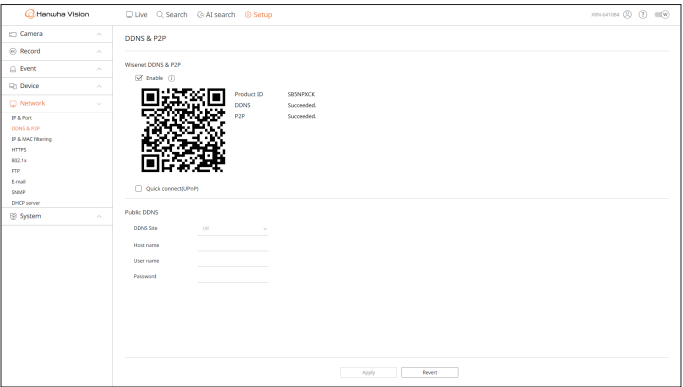 Hanwha Vision
Live Search AI search Setup
Camera
Record
Event
Device
Network
IP & Port
DDNS & P2P
IP & MAC filtering
HTTPS
802.1x
FTP
E-mail
SNMP
DHCP server
System
DDNS & P2P
Wisenet DDNS & P2P
Enable
Product ID SB5NPXCK
DDNS Succeeded.
P2P Succeeded.
Quick connect(UPnP)
Public DDNS
DDNS Site Off
Host name
User name
Password
Apply Revert